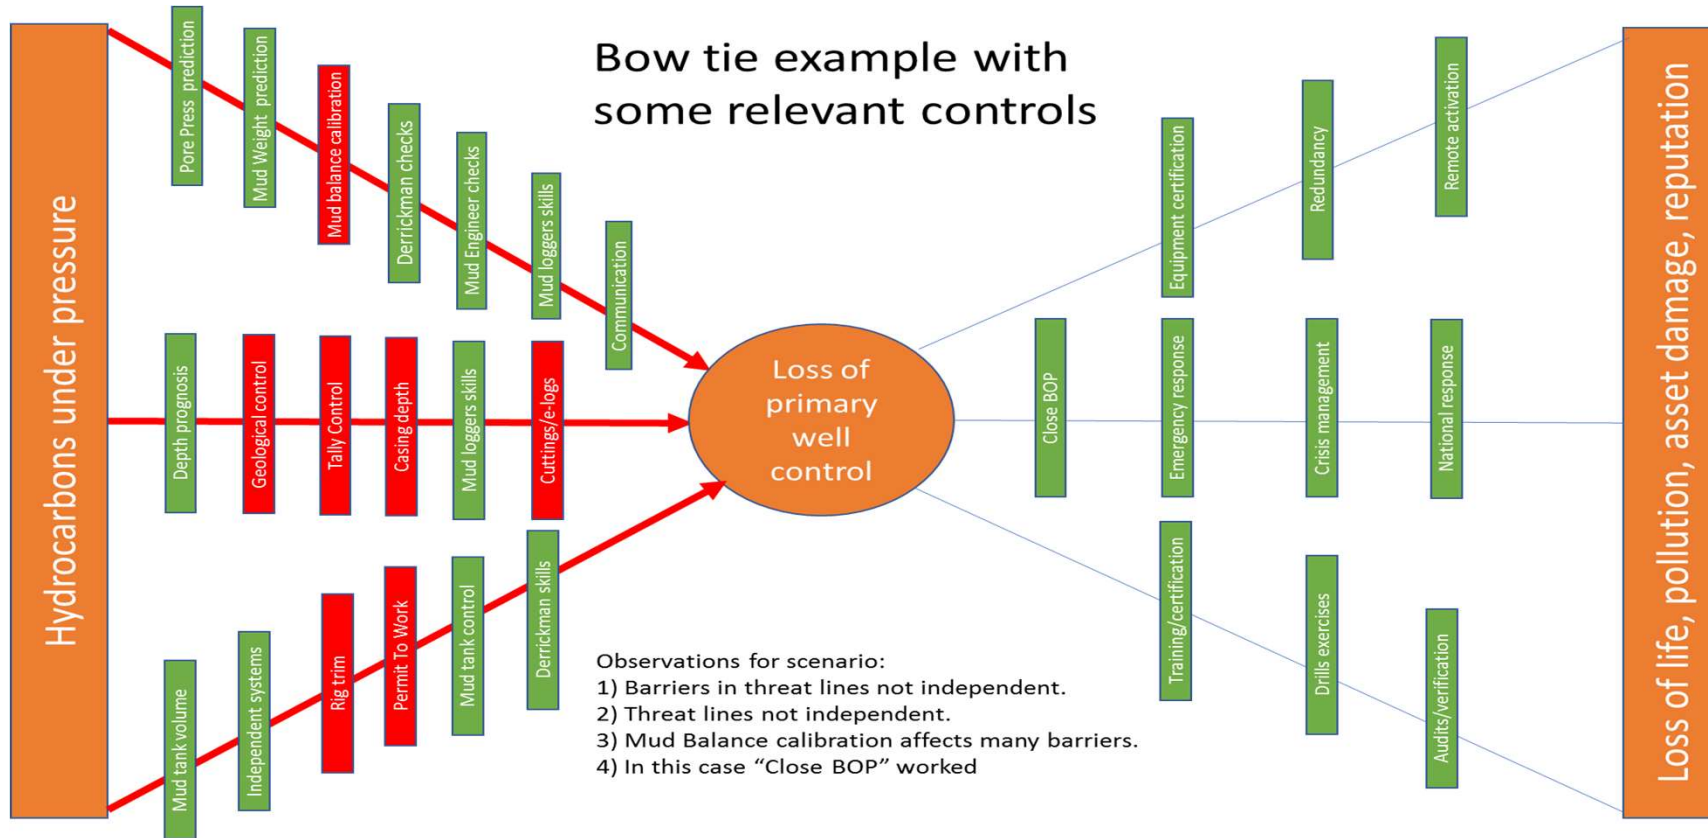 Bow tie example with
some relevant controls
Hydrocarbons under pressure
Pore Press prediction
Mud Weight prediction
Mud balance calibration
Derrickman checks
Mud Engineer checks
Mud loggers skills
Communication
Depth prognosis
Geological control
Tally Control
Casing depth
Mud loggers skills
Cuttings/e-logs
Mud tank volume
Independent systems
Rig trim
Permit To Work
Mud tank control
Derrickman skills
Loss of
primary
well
control
Equipment certification
Redundancy
Remote activation
Close BOP
Emergency response
Crisis management
National response
Training/certification
Drills exercises
Audits/verification
Loss of life, pollution, asset damage, reputation
Observations for scenario:
1) Barriers in threat lines not independent.
2) Threat lines not independent.
3) Mud Balance calibration affects many barriers.
4) In this case “Close BOP” worked